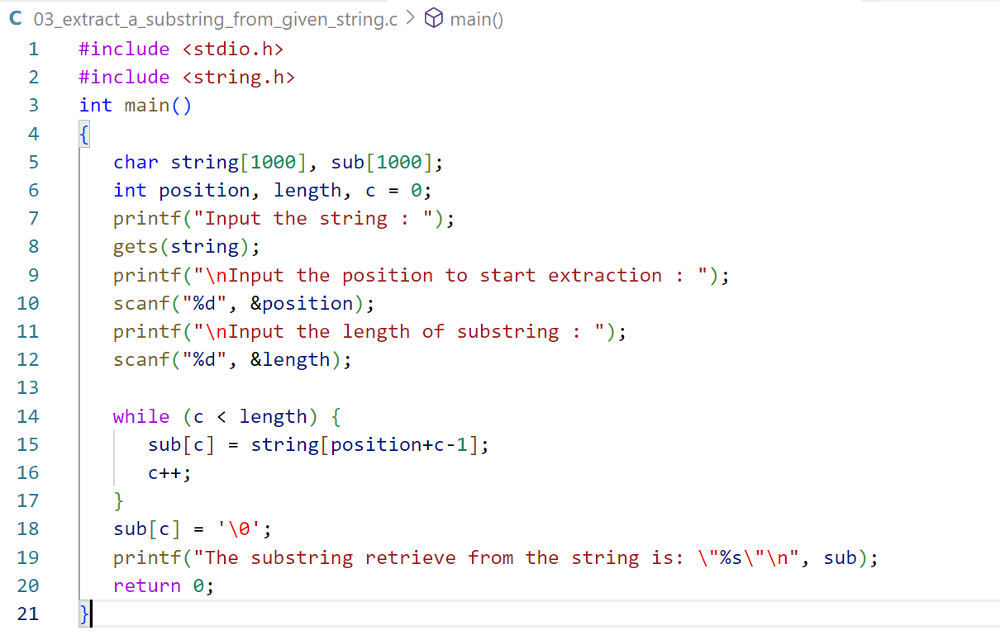 C 03_extract_a_substring_from_given_string.c > main()
1 #include <stdio.h>
2 #include <string.h>
3 int main()
4 {
5 char string[1000], sub[1000];
6 int position, length, c = 0;
7 printf("Input the string : ");
8 gets(string);
9 printf("\nInput the position to start extraction : ");
10 scanf("%d", &position);
11 printf("\nInput the length of substring : ");
12 scanf("%d", &length);
13
14 while (c < length) {
15 sub[c] = string[position+c-1];
16 c++;
17 }
18 sub[c] = '\0';
19 printf("The substring retrieve from the string is: \"%s\"\n", sub);
20 return 0;
21 }